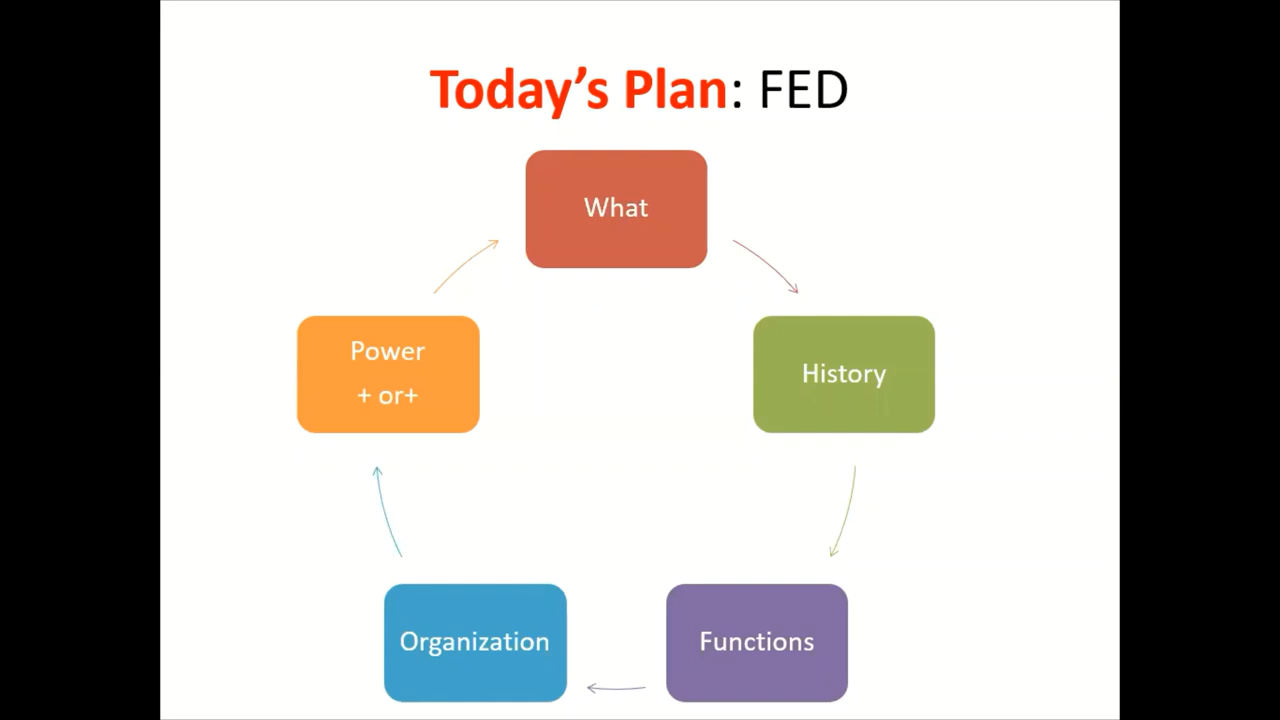 Today's Plan: FED
What
History
Functions
Organization
Power
+ or+